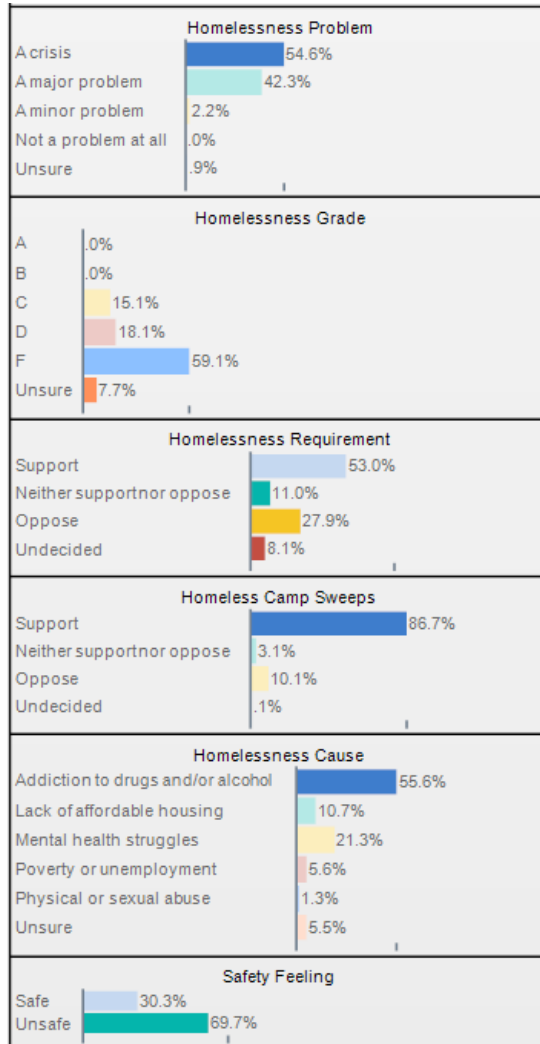 Homelessness Problem
A crisis 54.6%
A major problem 42.3%
A minor problem 2.2%
Not a problem at all .0%
Unsure .9%
Homelessness Grade
A .0%
B .0%
C 15.1%
D 18.1%
F 59.1%
Unsure 7.7%
Homelessness Requirement
Support 53.0%
Neither support nor oppose 11.0%
Oppose 27.9%
Undecided 8.1%
Homeless Camp Sweeps
Support 86.7%
Neither support nor oppose 3.1%
Oppose 10.1%
Undecided .1%
Homelessness Cause
Addiction to drugs and/or alcohol 55.6%
Lack of affordable housing 10.7%
Mental health struggles 21.3%
Poverty or unemployment 5.6%
Physical or sexual abuse 1.3%
Unsure 5.5%
Safety Feeling
Safe 30.3%
Unsafe 69.7%